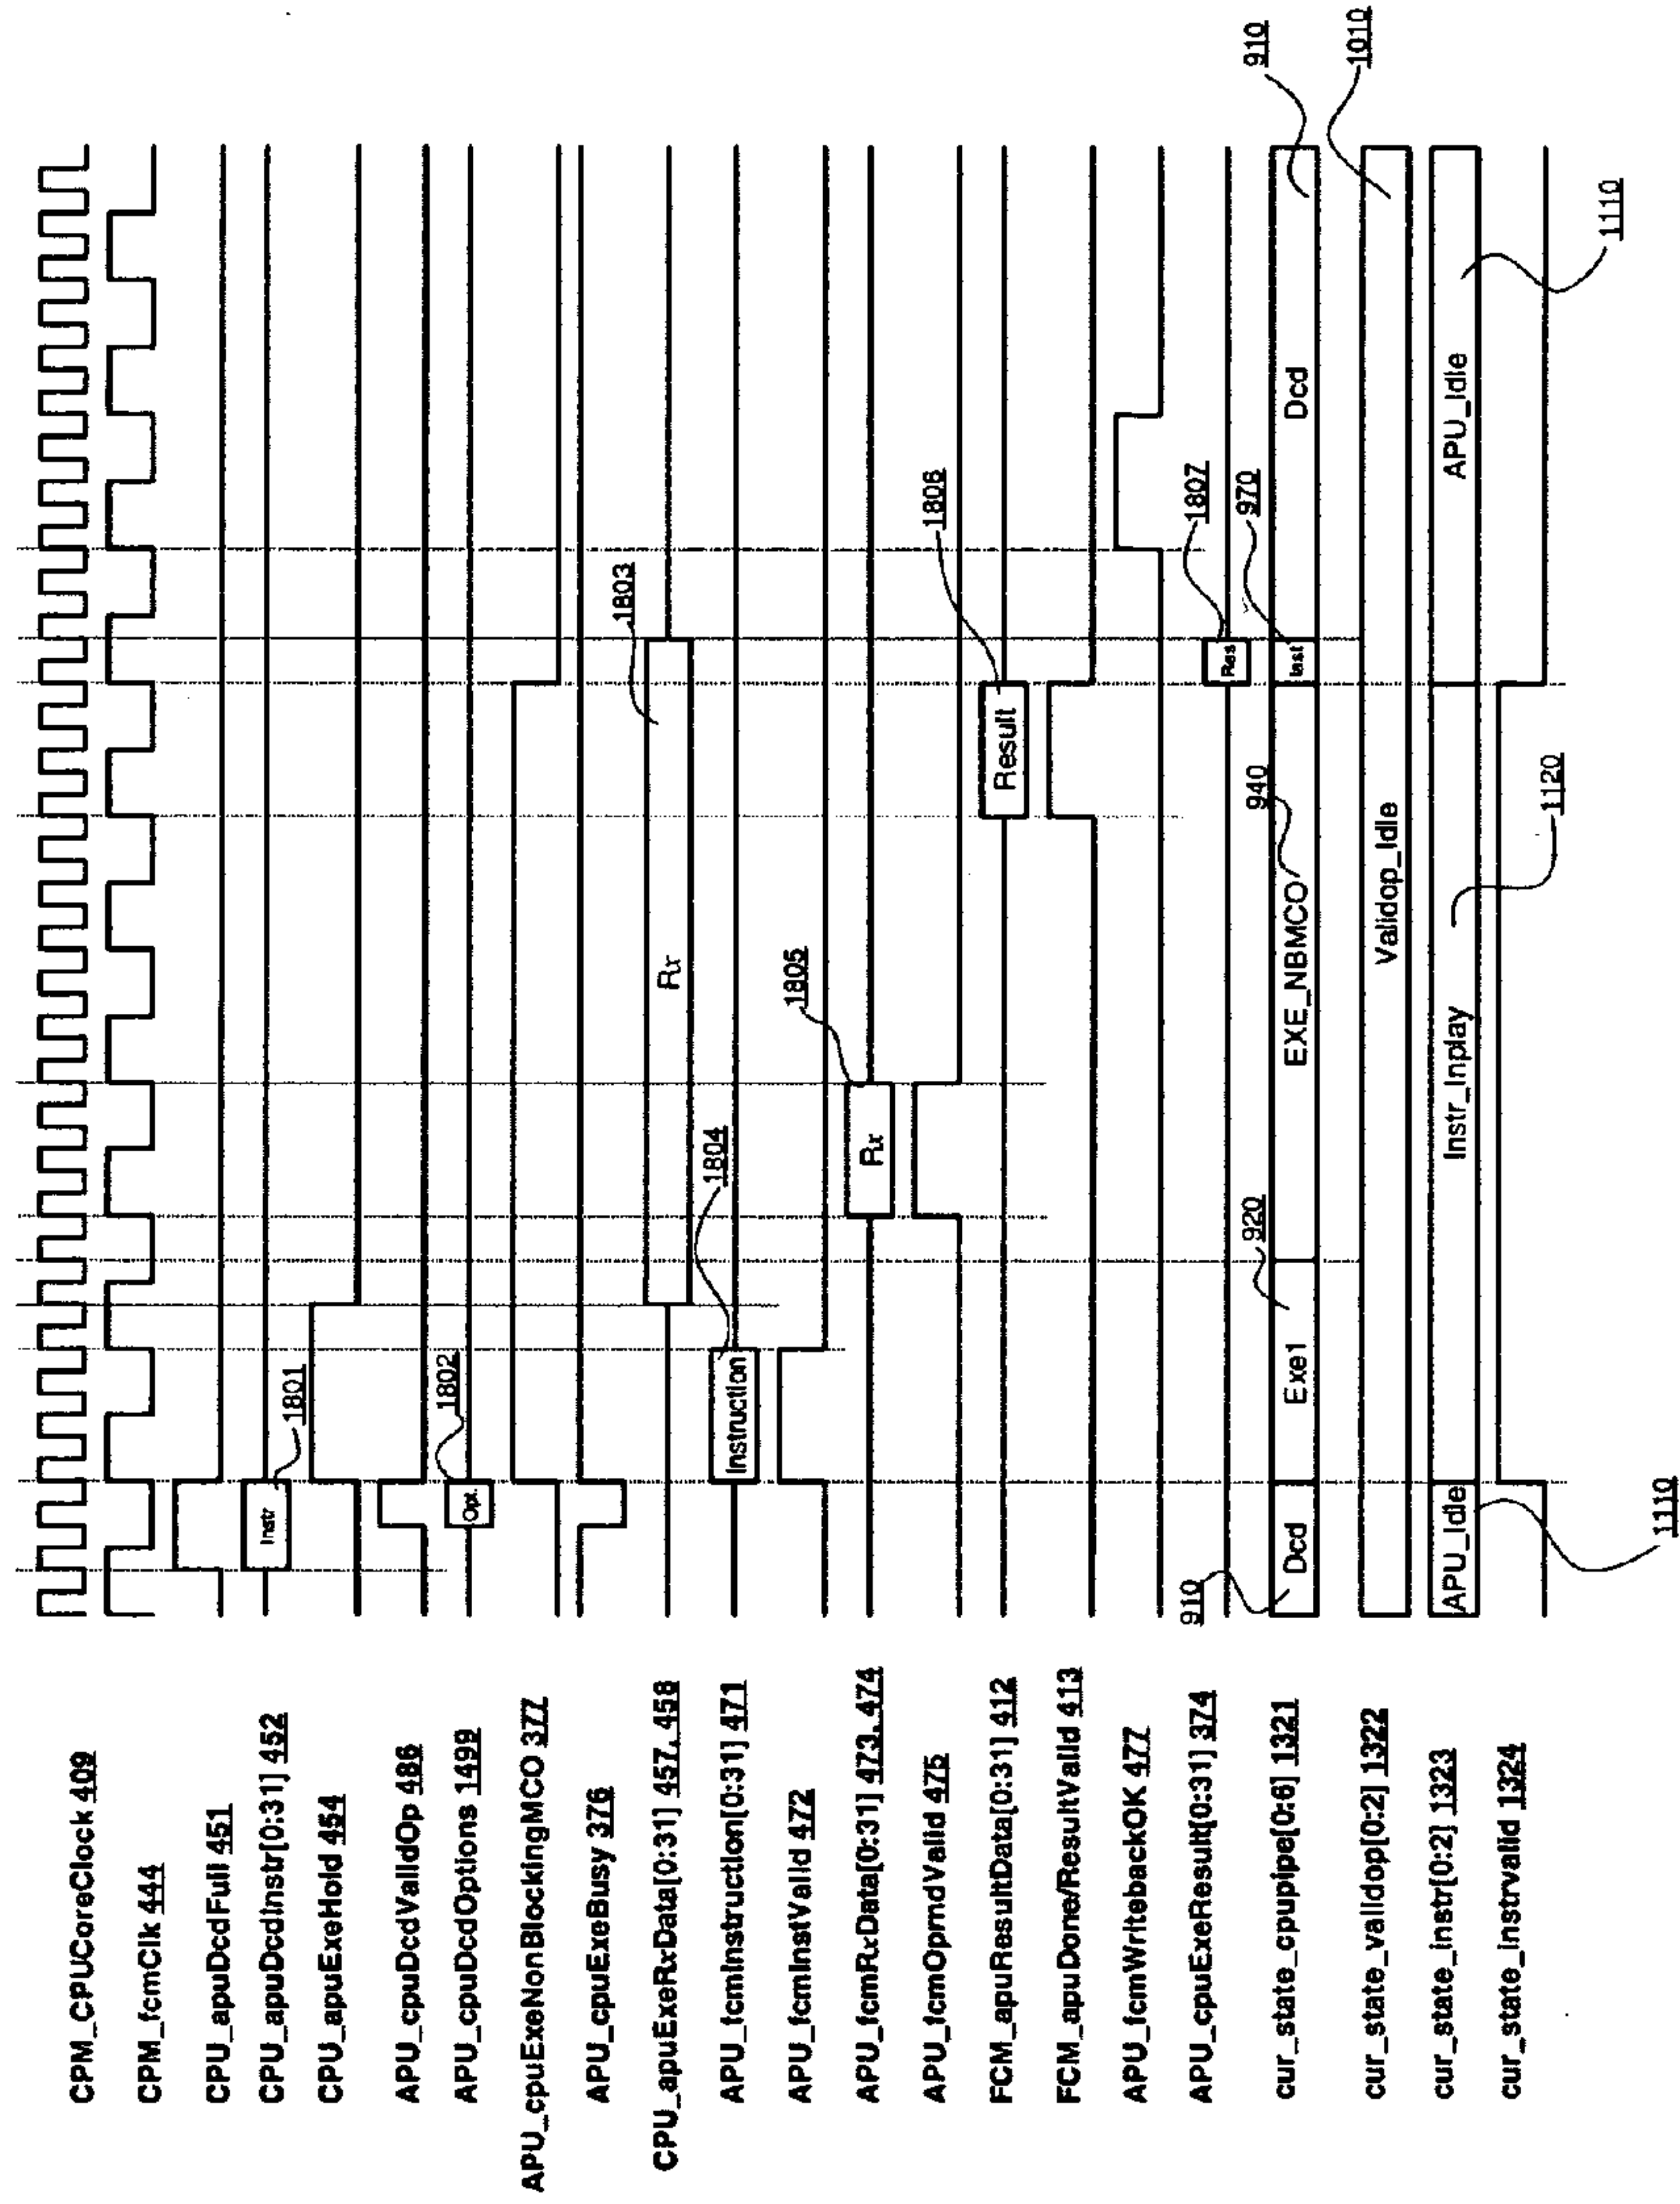 CPM_CPUCoreClock 409
CPM_fcmClk 444
CPU_apuDcdFull 451
CPU_apuDcdInstr[0:31] 452
Instr
1801
CPU_apuExeHold 454
APU_cpuDcdValidOp 486
APU_cpuDcdOptions 1499
Opt.
1802
APU_cpuExeNonBlockingMCO 377
APU_cpuExeBusy 376
CPU_apuExeRxData[0:31] 457, 458
Rx
1803
APU_fcmInstruction[0:31] 471
Instruction
1804
APU_fcmInstValid 472
APU_fcmRxData[0:31] 473, 474
Rx
1805
APU_fcmOprndValid 475
FCM_apuResultData[0:31] 412
Result
1806
FCM_apuDone/ResultValid 413
APU_fcmWritebackOK 477
APU_cpuExeResult[0:31] 374
Res
1807
cur_state_cpupipe[0:6] 1321
910
Dcd
Exe1
920
EXE_NBMCO
940
last
970
Dcd
910
cur_state_validop[0:2] 1322
Validop_Idle
1010
cur_state_instr[0:2] 1323
APU_Idle
1110
Instr_Inplay
1120
APU_Idle
1110
cur_state_instrvalid 1324